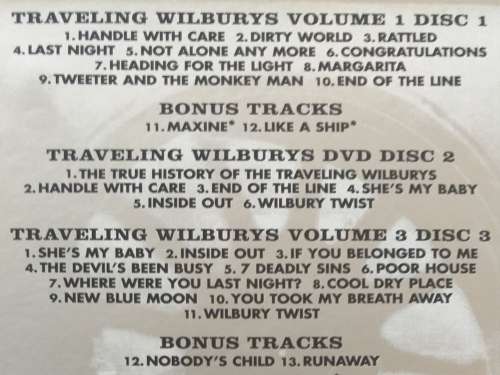 TRAVELING WILBURYS VOLUME 1 DISC 1
1. HANDLE WITH CARE 2. DIRTY WORLD 3. RATTLED
4. LAST NIGHT 5. NOT ALONE ANY MORE 6. CONGRATULATIONS
7. HEADING FOR THE LIGHT 8. MARGARITA
9. TWEETER AND THE MONKEY MAN 10. END OF THE LINE
BONUS TRACKS
11. MAXINE* 12. LIKE A SHIP*
TRAVELING WILBURYS DVD DISC 2
1. THE TRUE HISTORY OF THE TRAVELING WILBURYS
2. HANDLE WITH CARE 3. END OF THE LINE 4. SHE'S MY BABY
5. INSIDE OUT 6. WILBURY TWIST
TRAVELING WILBURYS VOLUME 3 DISC 3
1. SHE'S MY BABY 2. INSIDE OUT 3. IF YOU BELONGED TO ME
4. THE DEVIL'S BEEN BUSY 5. 7 DEADLY SINS 6. POOR HOUSE
7. WHERE WERE YOU LAST NIGHT? 8. COOL DRY PLACE
9. NEW BLUE MOON 10. YOU TOOK MY BREATH AWAY
11. WILBURY TWIST
BONUS TRACKS
12. NOBODY'S CHILD 13. RUNAWAY